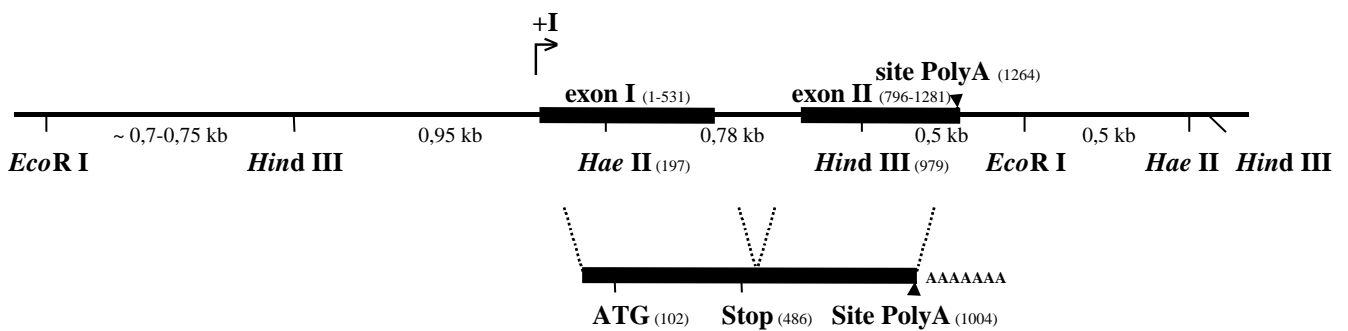 +I
site PolyA (1264)
exon I (1-531) exon II (796-1281)
~ 0,7-0,75 kb 0,95 kb 0,78 kb 0,5 kb 0,5 kb
EcoR I Hind III Hae II (197) Hind III (979) EcoR I Hae II Hind III
AAAAAAA
ATG (102) Stop (486) Site PolyA (1004)